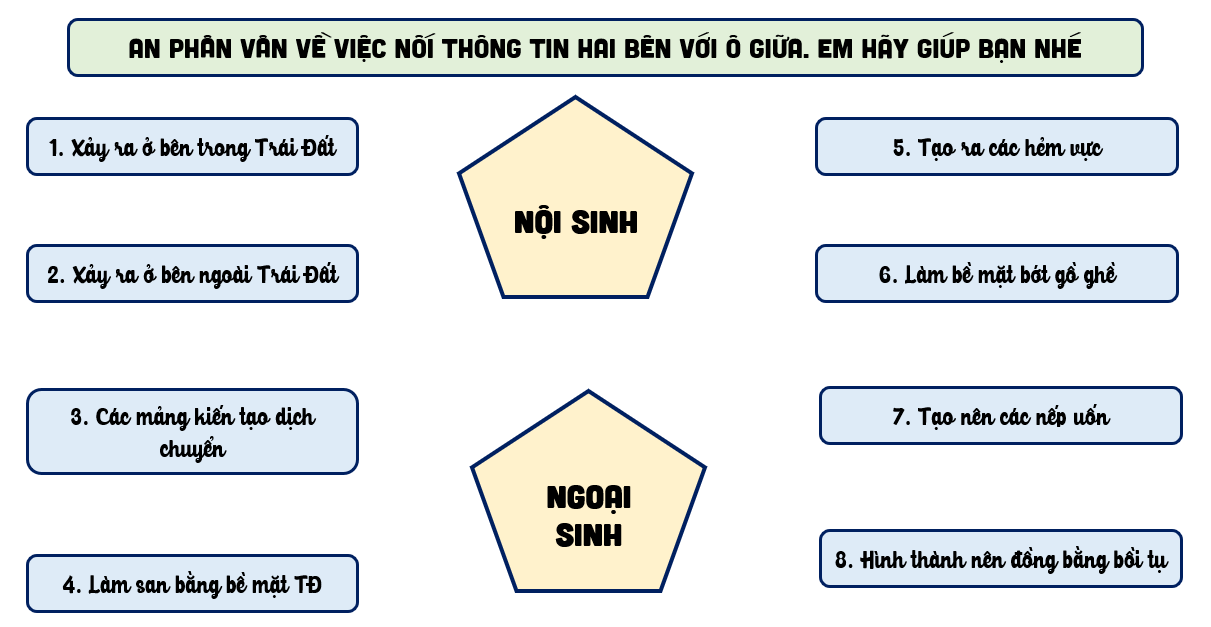 AN PHÂN VÂN VỀ VIỆC NỐI THÔNG TIN HAI BÊN VỚI Ô GIỮA. EM HÃY GIÚP BẠN NHÉ
1. Xảy ra ở bên trong Trái Đất
2. Xảy ra ở bên ngoài Trái Đất
3. Các mảng kiến tạo dịch
chuyển
4. Làm san bằng bề mặt TĐ
NỘI SINH
NGOẠI
SINH
5. Tạo ra các hẻm vực
6. Làm bề mặt bớt gồ ghề
7. Tạo nên các nếp uốn
8. Hình thành nên đồng bằng bồi tụ